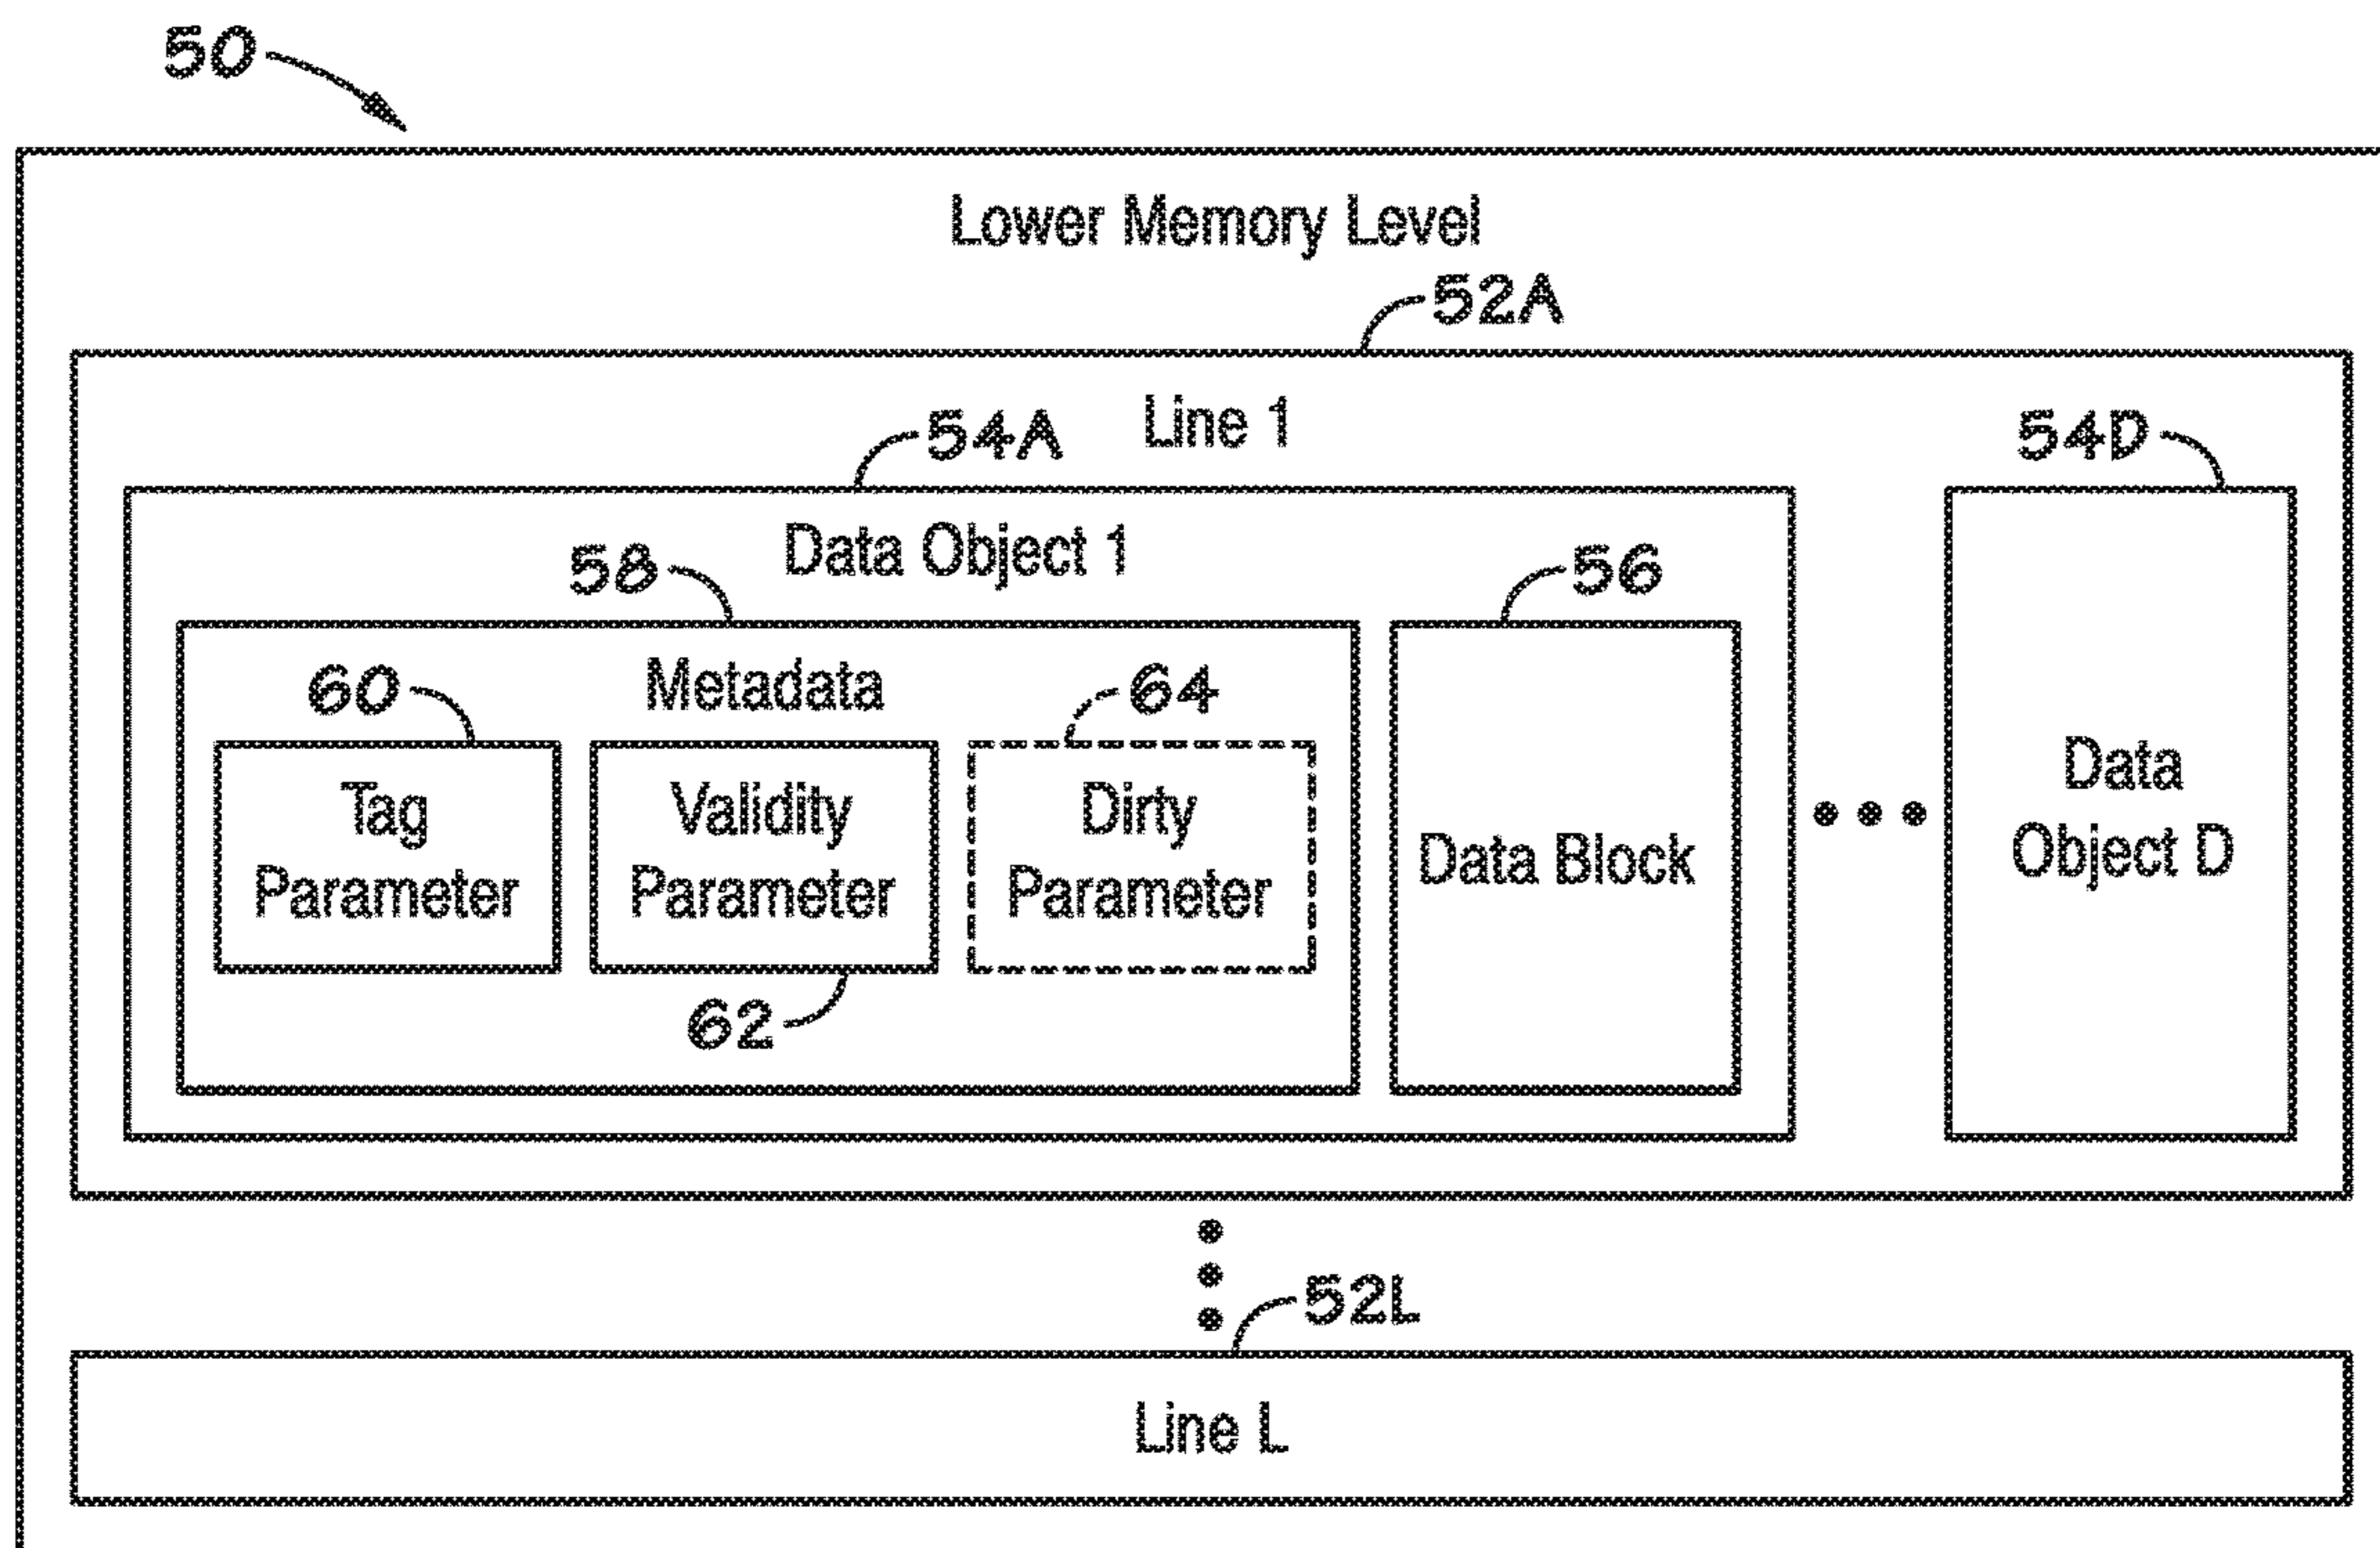 50
Lower Memory Level
52A
Line 1
54A
54D
Data Object 1
58
56
Metadata
60
64
Tag
Parameter
Validity
Parameter
Dirty
Parameter
62
Data Block
Data
Object D
52L
Line L